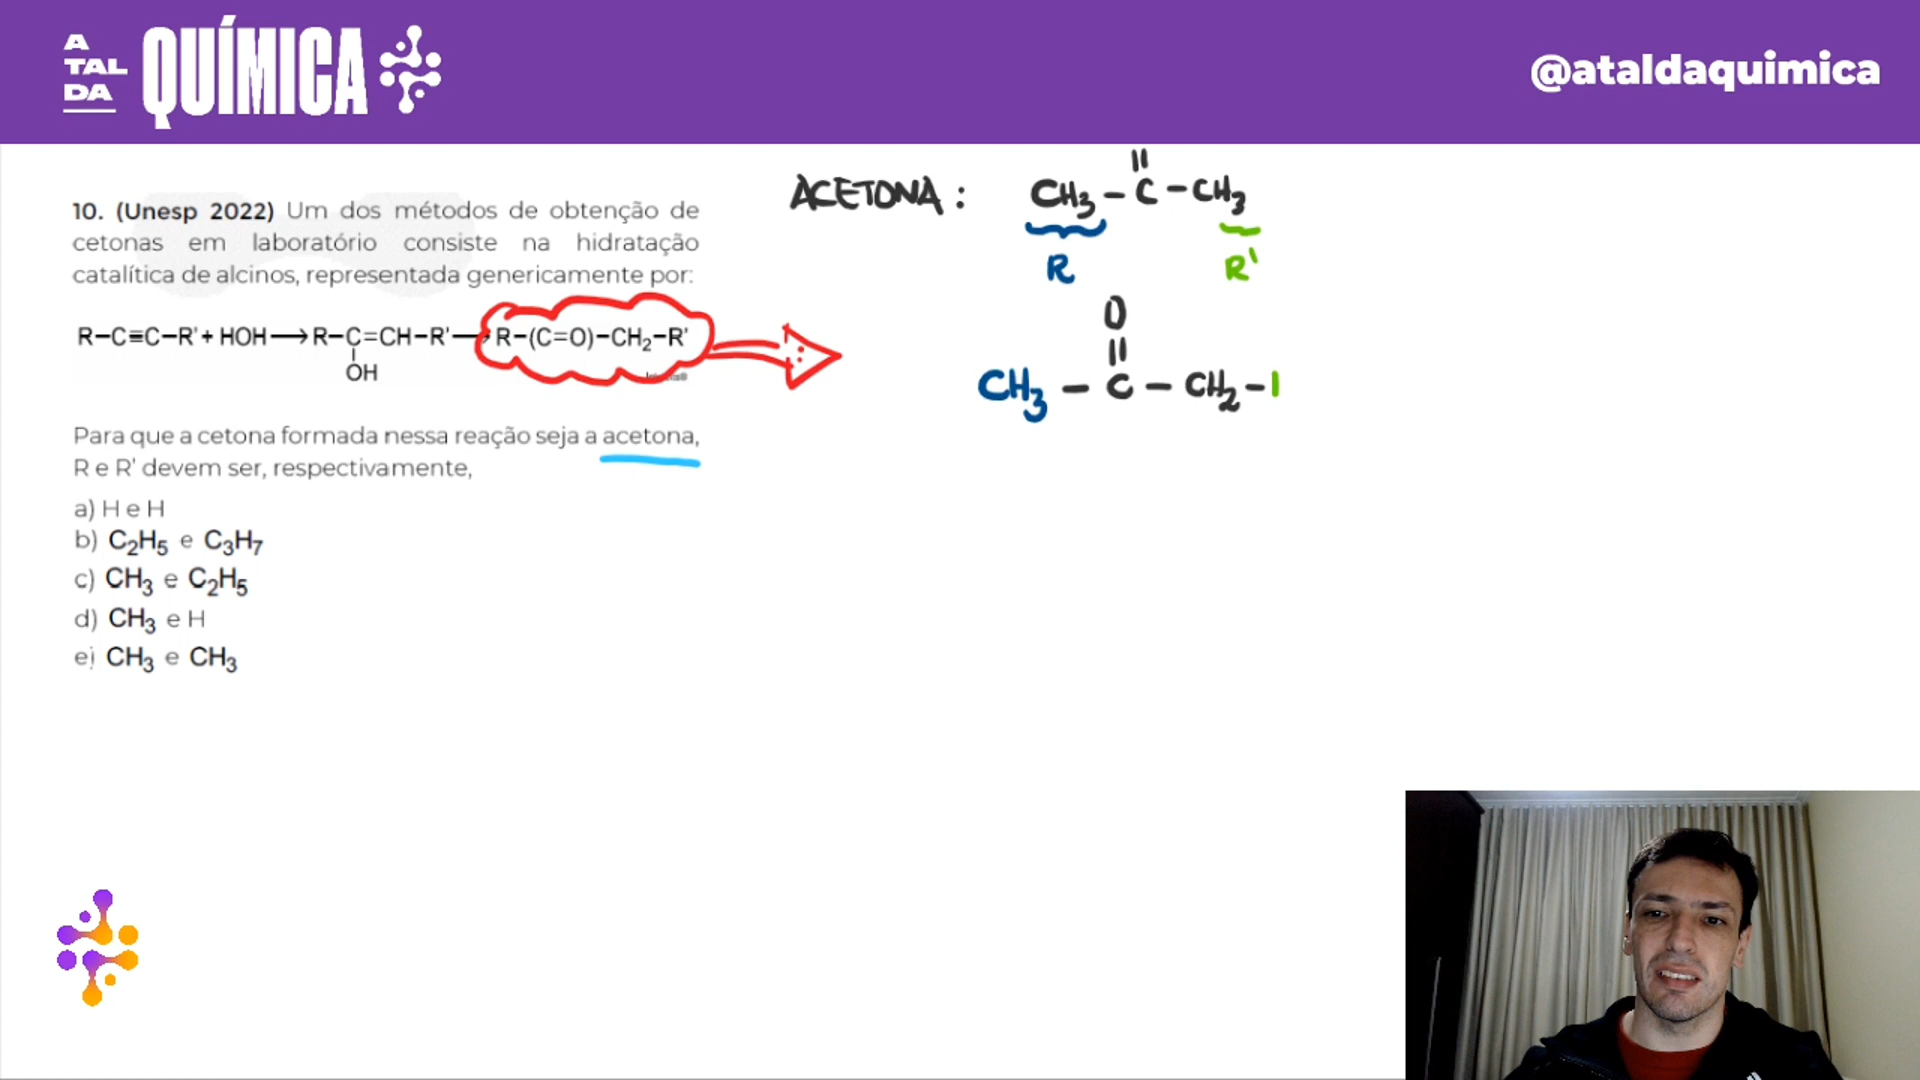 A TAL DA QUÍMICA
@ataldaquimica
10. (Unesp 2022) Um dos métodos de obtenção de
cetonas em laboratório consiste na hidratação
catalítica de alcinos, representada genericamente por:
R–C≡C–R' + HOH ⟶ R–C=CH–R' ⟶ R–(C=O)–CH₂–R'
OH
Para que a cetona formada nessa reação seja a acetona,
R e R' devem ser, respectivamente,
a) H e H
b) C₂H₅ e C₃H₇
c) CH₃ e C₂H₅
d) CH₃ e H
e) CH₃ e CH₃
ACETONA :
CH₃ – C – CH₃
R R'
O
CH₃ – C – CH₂ –